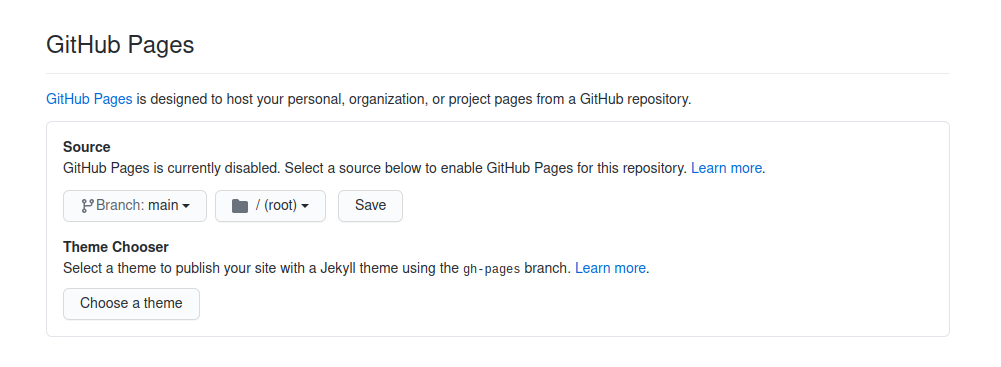 GitHub Pages
GitHub Pages is designed to host your personal, organization, or project pages from a GitHub repository.
Source
GitHub Pages is currently disabled. Select a source below to enable GitHub Pages for this repository. Learn more.
Branch: main / (root) Save
Theme Chooser
Select a theme to publish your site with a Jekyll theme using the gh-pages branch. Learn more.
Choose a theme